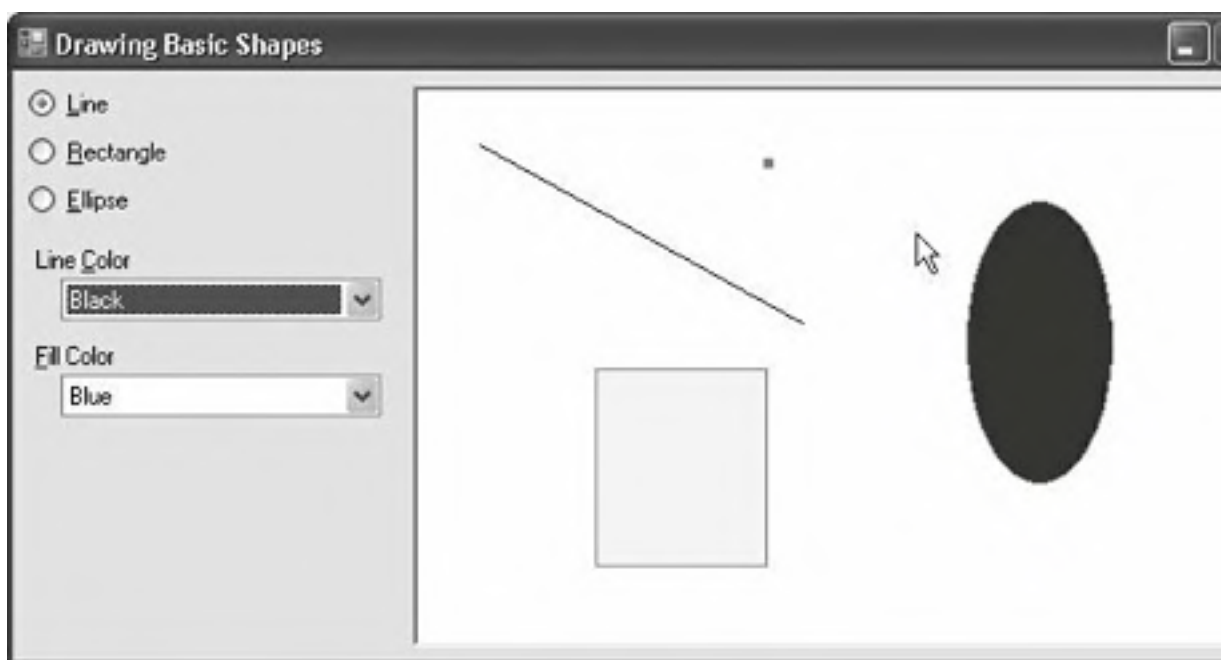 Drawing Basic Shapes
Line
Rectangle
Ellipse
Line Color
Black
Fill Color
Blue